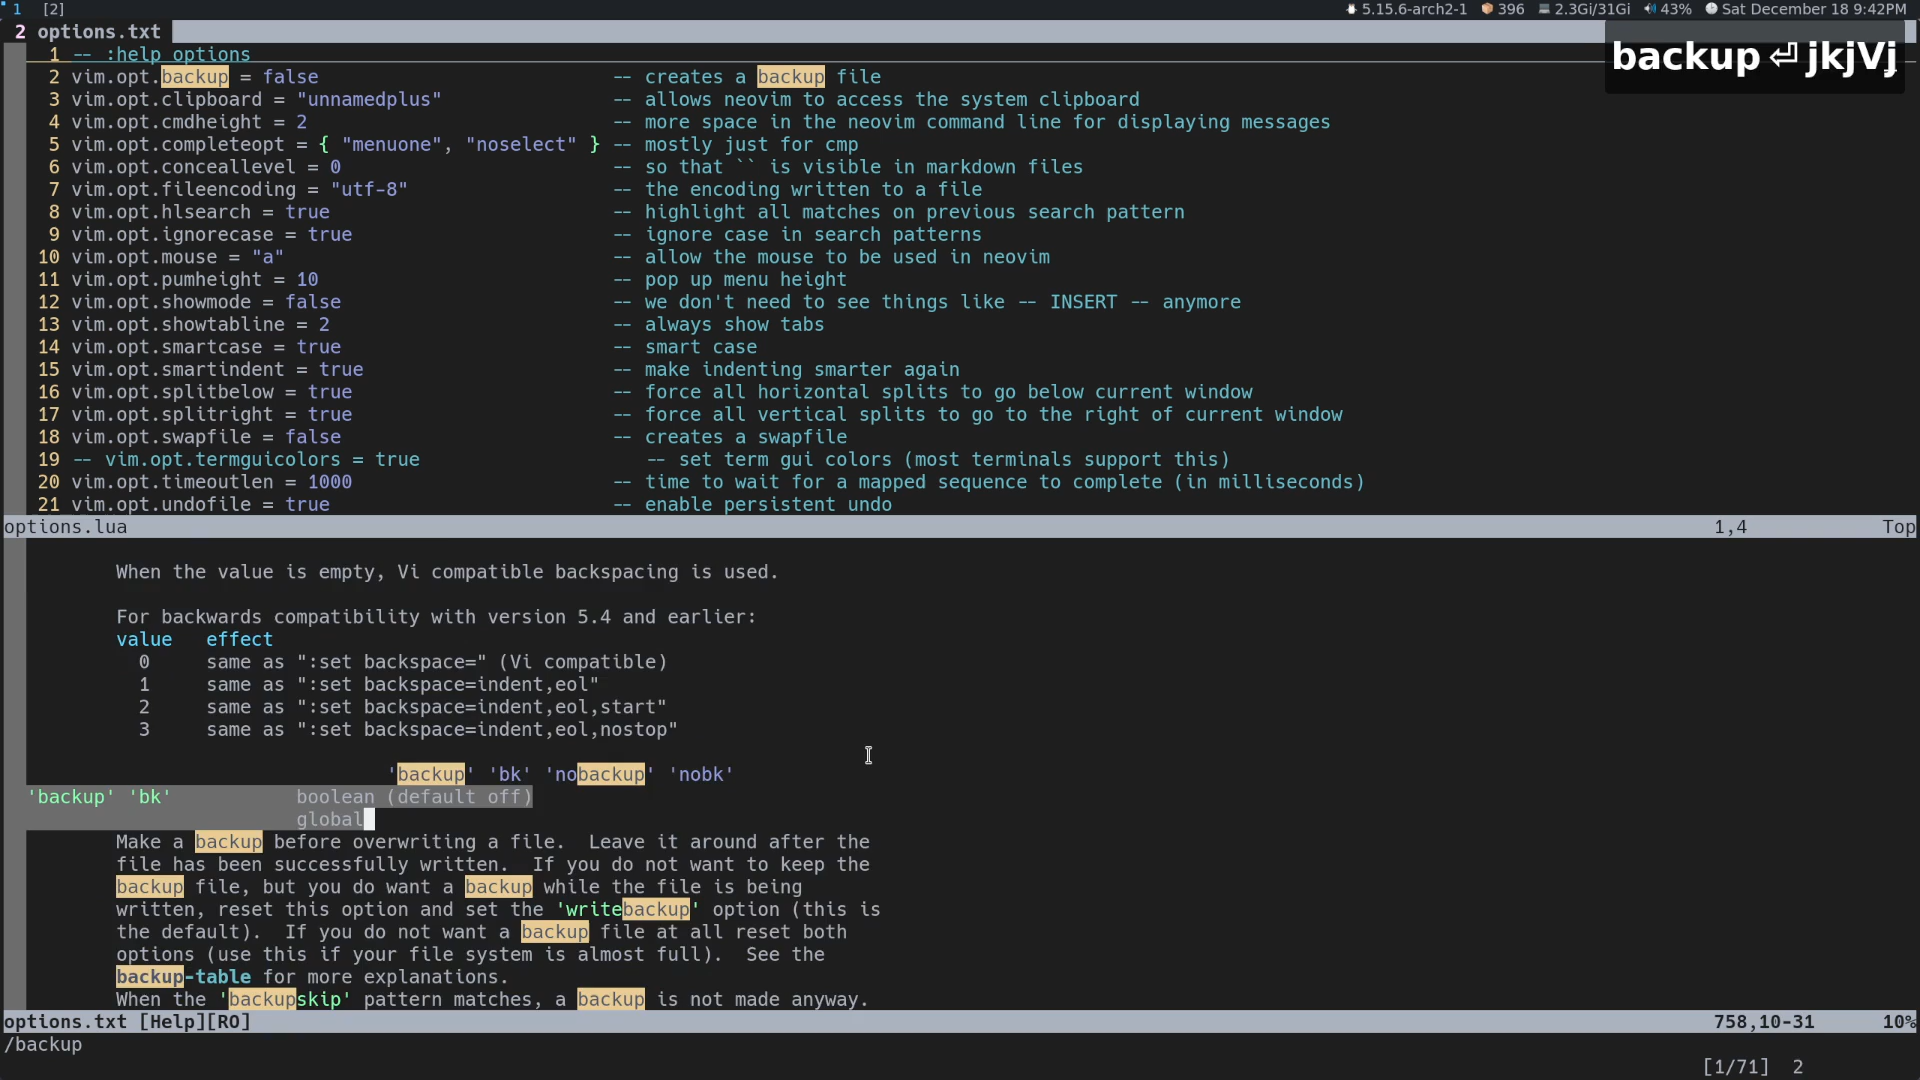 1 [2] 5.15.6-arch2-1 396 2.3Gi/31Gi 43% Sat December 18 9:42PM
2 options.txt
backup ⏎ jkjVj
1 -- :help options
2 vim.opt.backup = false -- creates a backup file
3 vim.opt.clipboard = "unnamedplus" -- allows neovim to access the system clipboard
4 vim.opt.cmdheight = 2 -- more space in the neovim command line for displaying messages
5 vim.opt.completeopt = { "menuone", "noselect" } -- mostly just for cmp
6 vim.opt.conceallevel = 0 -- so that `` is visible in markdown files
7 vim.opt.fileencoding = "utf-8" -- the encoding written to a file
8 vim.opt.hlsearch = true -- highlight all matches on previous search pattern
9 vim.opt.ignorecase = true -- ignore case in search patterns
10 vim.opt.mouse = "a" -- allow the mouse to be used in neovim
11 vim.opt.pumheight = 10 -- pop up menu height
12 vim.opt.showmode = false -- we don't need to see things like -- INSERT -- anymore
13 vim.opt.showtabline = 2 -- always show tabs
14 vim.opt.smartcase = true -- smart case
15 vim.opt.smartindent = true -- make indenting smarter again
16 vim.opt.splitbelow = true -- force all horizontal splits to go below current window
17 vim.opt.splitright = true -- force all vertical splits to go to the right of current window
18 vim.opt.swapfile = false -- creates a swapfile
19 -- vim.opt.termguicolors = true -- set term gui colors (most terminals support this)
20 vim.opt.timeoutlen = 1000 -- time to wait for a mapped sequence to complete (in milliseconds)
21 vim.opt.undofile = true -- enable persistent undo
options.lua 1,4 Top
When the value is empty, Vi compatible backspacing is used.
For backwards compatibility with version 5.4 and earlier:
value effect
0 same as ":set backspace=" (Vi compatible)
1 same as ":set backspace=indent,eol"
2 same as ":set backspace=indent,eol,start"
3 same as ":set backspace=indent,eol,nostop"
'backup' 'bk' 'nobackup' 'nobk'
'backup' 'bk' boolean (default off)
global
Make a backup before overwriting a file. Leave it around after the
file has been successfully written. If you do not want to keep the
backup file, but you do want a backup while the file is being
written, reset this option and set the 'writebackup' option (this is
the default). If you do not want a backup file at all reset both
options (use this if your file system is almost full). See the
backup-table for more explanations.
When the 'backupskip' pattern matches, a backup is not made anyway.
options.txt [Help][RO] 758,10-31 10%
/backup
[1/71] 2